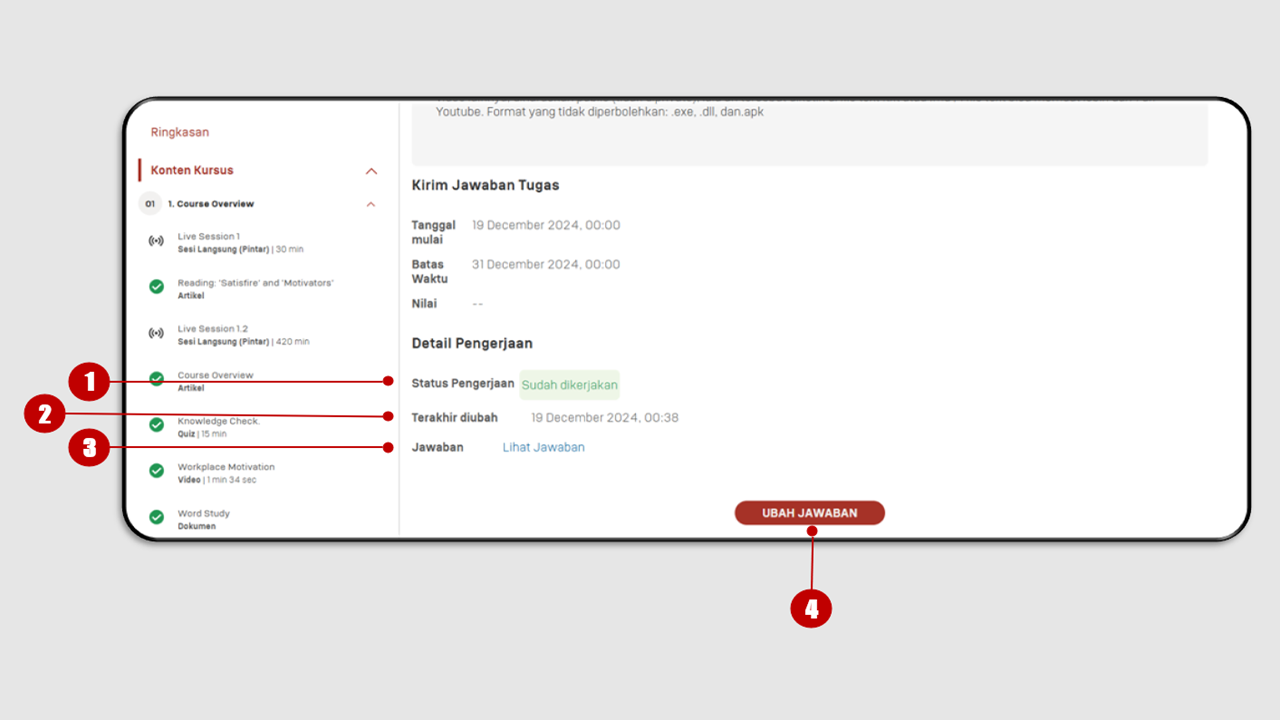 Youtube. Format yang tidak diperbolehkan: .exe, .dll, dan.apk
Ringkasan
Konten Kursus
01 1. Course Overview
Live Session 1
Sesi Langsung (Pintar) | 30 min
Reading: 'Satisfire' and 'Motivators'
Artikel
Live Session 1.2
Sesi Langsung (Pintar) | 420 min
Course Overview
Artikel
Knowledge Check.
Quiz | 15 min
Workplace Motivation
Video | 1 min 34 sec
Word Study
Dokumen
Kirim Jawaban Tugas
Tanggal mulai 19 December 2024, 00:00
Batas Waktu 31 December 2024, 00:00
Nilai --
Detail Pengerjaan
1 Status Pengerjaan Sudah dikerjakan
2 Terakhir diubah 19 December 2024, 00:38
3 Jawaban Lihat Jawaban
UBAH JAWABAN
4